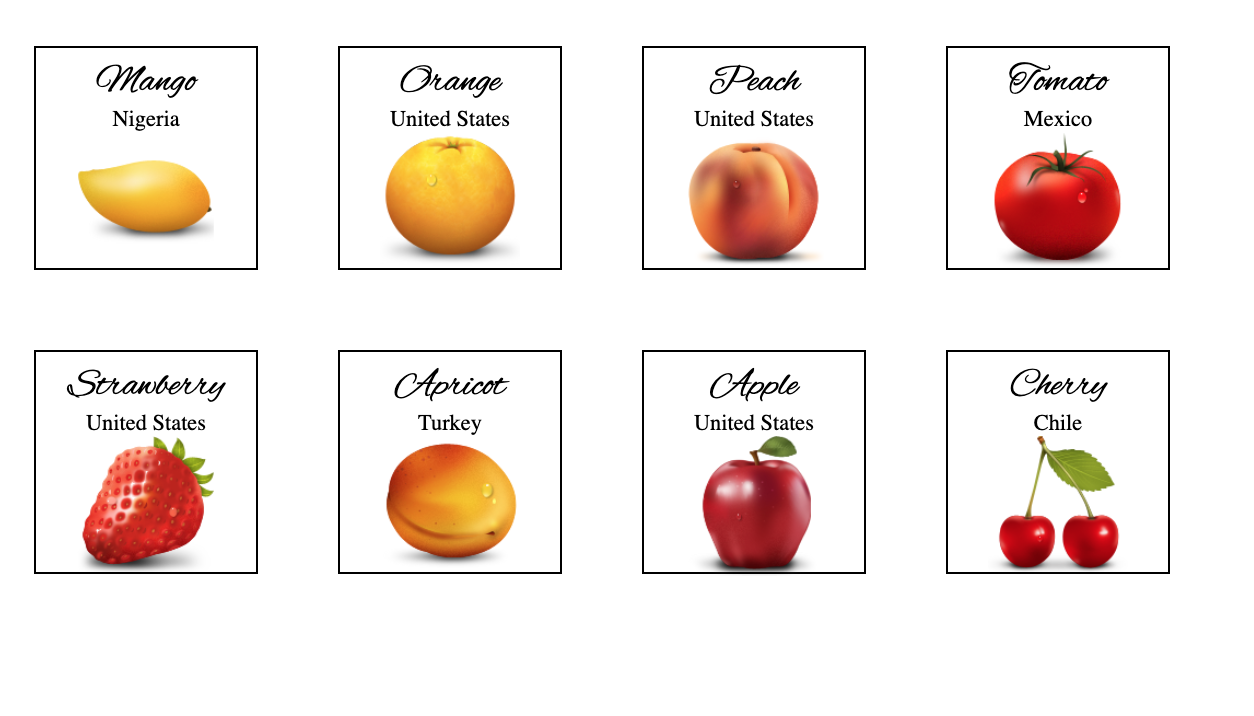 Mango
Nigeria
Orange
United States
Peach
United States
Tomato
Mexico
Strawberry
United States
Apricot
Turkey
Apple
United States
Cherry
Chile